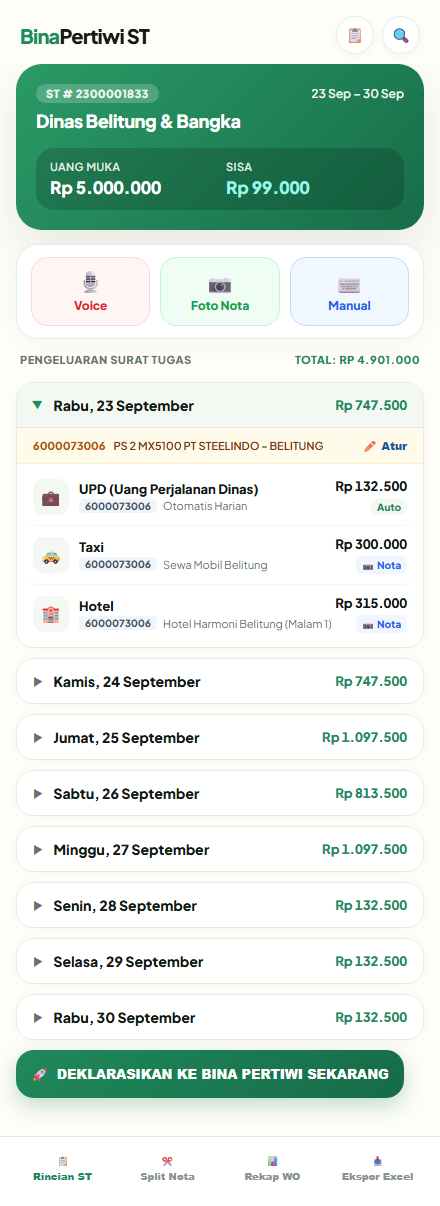 BinaPertiwi ST
ST # 2300001833
23 Sep – 30 Sep
Dinas Belitung & Bangka
UANG MUKA
SISA
Rp 5.000.000
Rp 99.000
Voice
Foto Nota
Manual
PENGELUARAN SURAT TUGAS
TOTAL: RP 4.901.000
Rabu, 23 September
Rp 747.500
6000073006 PS 2 MX5100 PT STEELINDO – BELITUNG
Atur
UPD (Uang Perjalanan Dinas)
Rp 132.500
6000073006 Otomatis Harian
Auto
Taxi
Rp 300.000
6000073006 Sewa Mobil Belitung
Nota
Hotel
Rp 315.000
6000073006 Hotel Harmoni Belitung (Malam 1)
Nota
Kamis, 24 September
Rp 747.500
Jumat, 25 September
Rp 1.097.500
Sabtu, 26 September
Rp 813.500
Minggu, 27 September
Rp 1.097.500
Senin, 28 September
Rp 132.500
Selasa, 29 September
Rp 132.500
Rabu, 30 September
Rp 132.500
DEKLARASIKAN KE BINA PERTIWI SEKARANG
Rincian ST
Split Nota
Rekap WO
Ekspor Excel